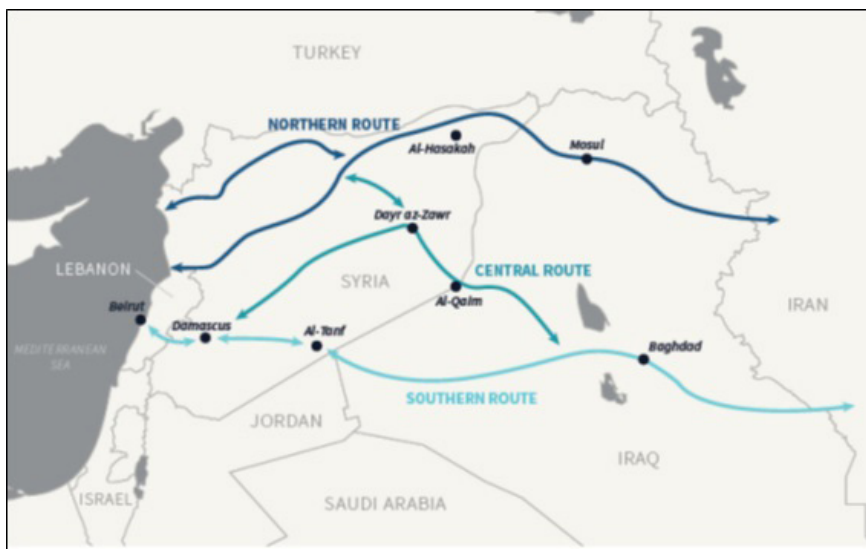 TURKEY
NORTHERN ROUTE
Al-Hasakah
Mosul
Dayr az-Zawr
LEBANON
SYRIA
CENTRAL ROUTE
Al-Qaim
IRAN
Beirut
Damascus
Al-Tanf
MEDITERRANEAN
SEA
Baghdad
SOUTHERN ROUTE
JORDAN
IRAQ
ISRAEL
SAUDI ARABIA